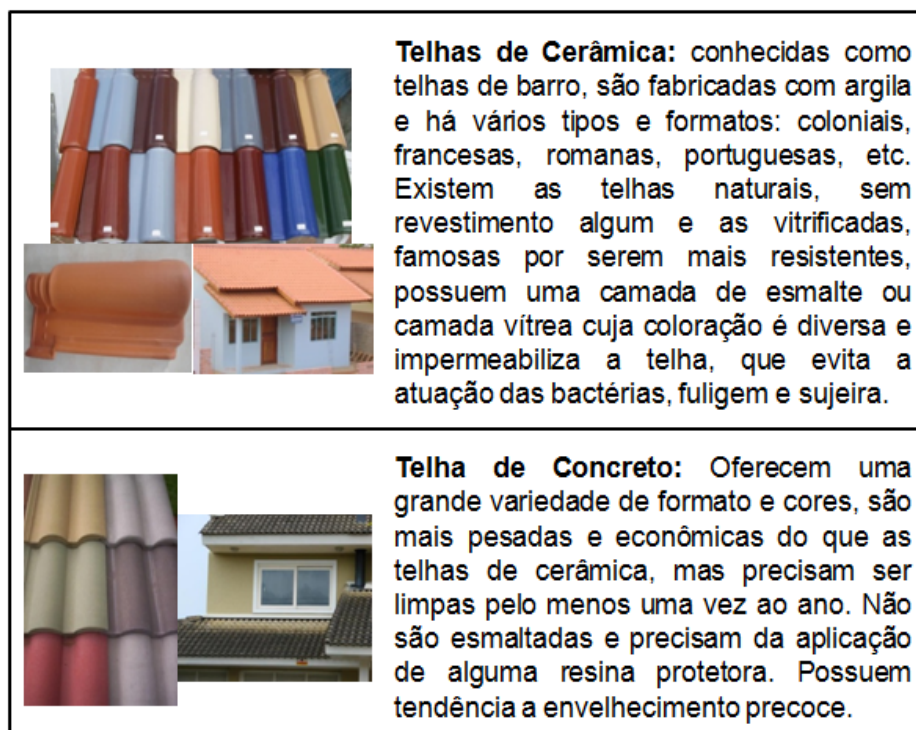 Telhas de Cerâmica: conhecidas como
telhas de barro, são fabricadas com argila
e há vários tipos e formatos: coloniais,
francesas, romanas, portuguesas, etc.
Existem as telhas naturais, sem
revestimento algum e as vitrificadas,
famosas por serem mais resistentes,
possuem uma camada de esmalte ou
camada vítrea cuja coloração é diversa e
impermeabiliza a telha, que evita a
atuação das bactérias, fuligem e sujeira.
Telha de Concreto: Oferecem uma
grande variedade de formato e cores, são
mais pesadas e econômicas do que as
telhas de cerâmica, mas precisam ser
limpas pelo menos uma vez ao ano. Não
são esmaltadas e precisam da aplicação
de alguma resina protetora. Possuem
tendência a envelhecimento precoce.